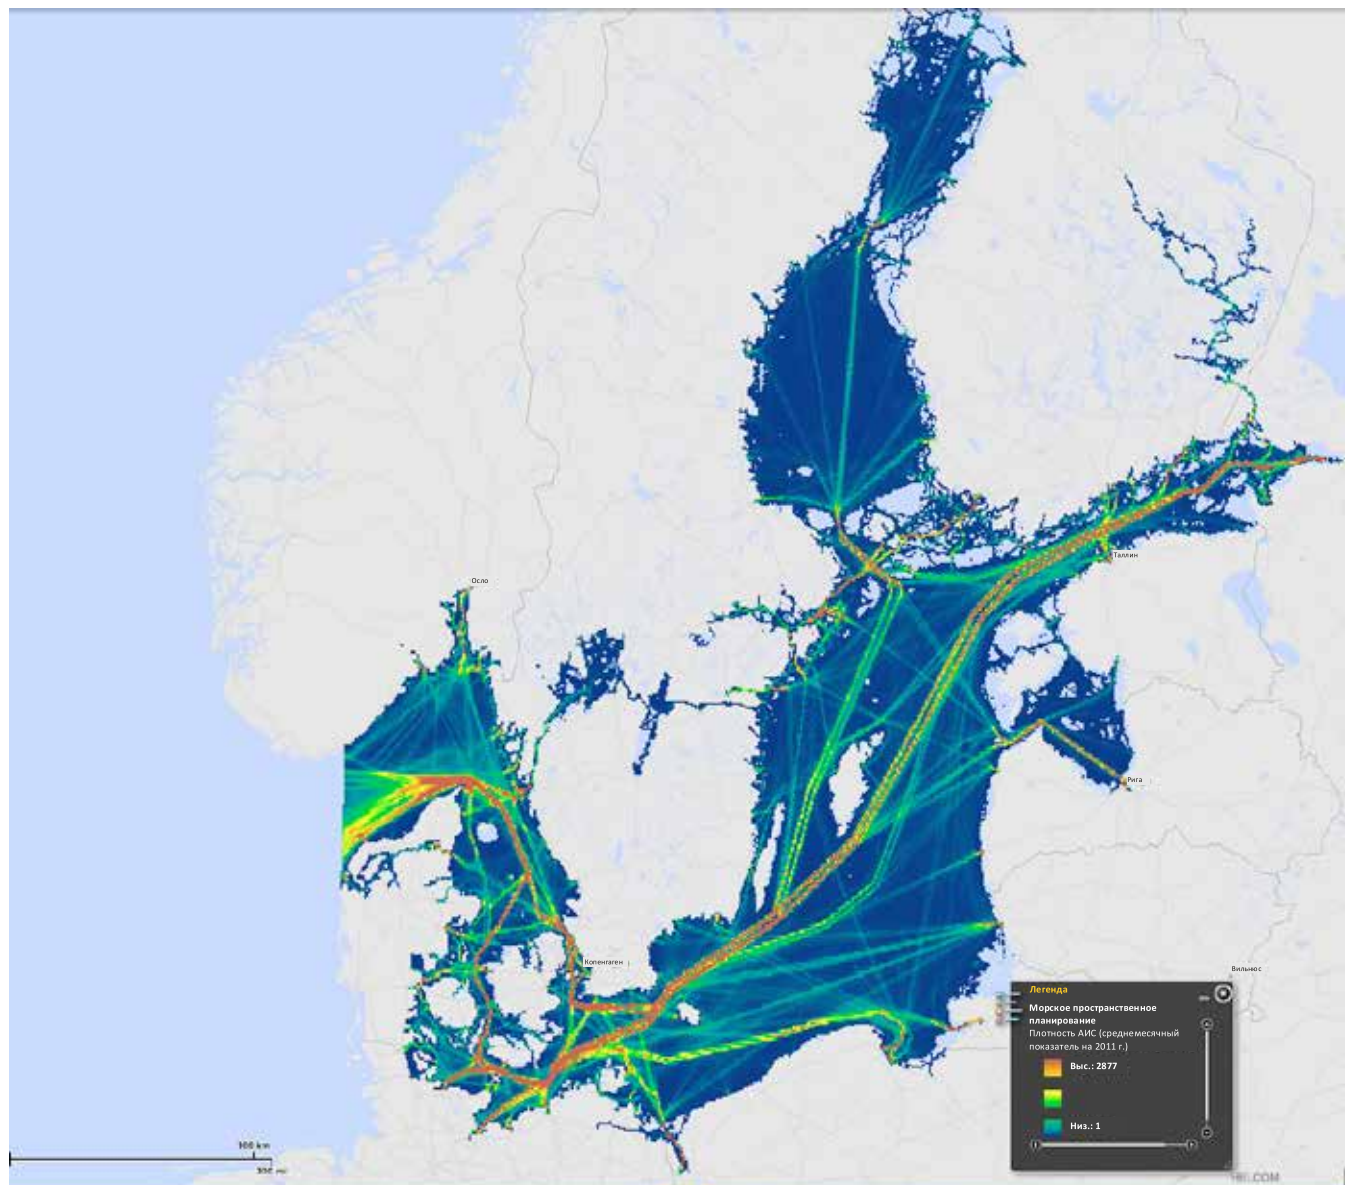 Осло
Таллин
Рига
Копенгаген
Вильнюс
Легенда
Морское пространственное
планирование
Плотность АИС (среднемесячный
показатель на 2011 г.)
Выс.: 2877
Низ.: 1
100 km